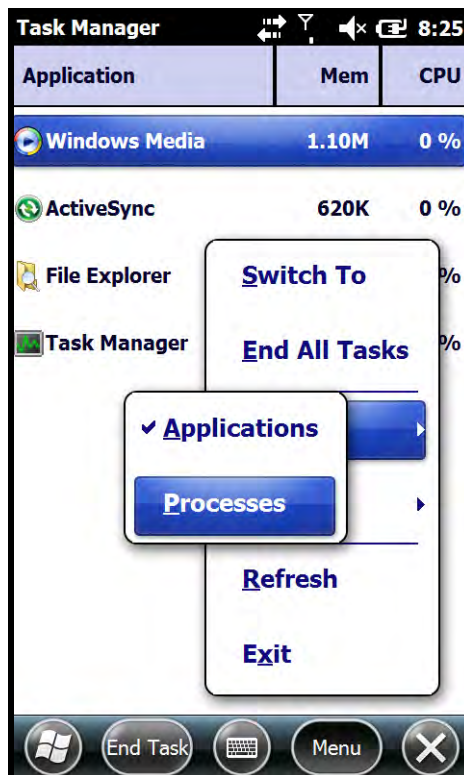 Task Manager 8:25
Application Mem CPU
Windows Media 1.10M 0 %
ActiveSync 620K 0 %
File Explorer %
Task Manager %
Switch To
End All Tasks
Applications
Processes
Refresh
Exit
End Task Menu